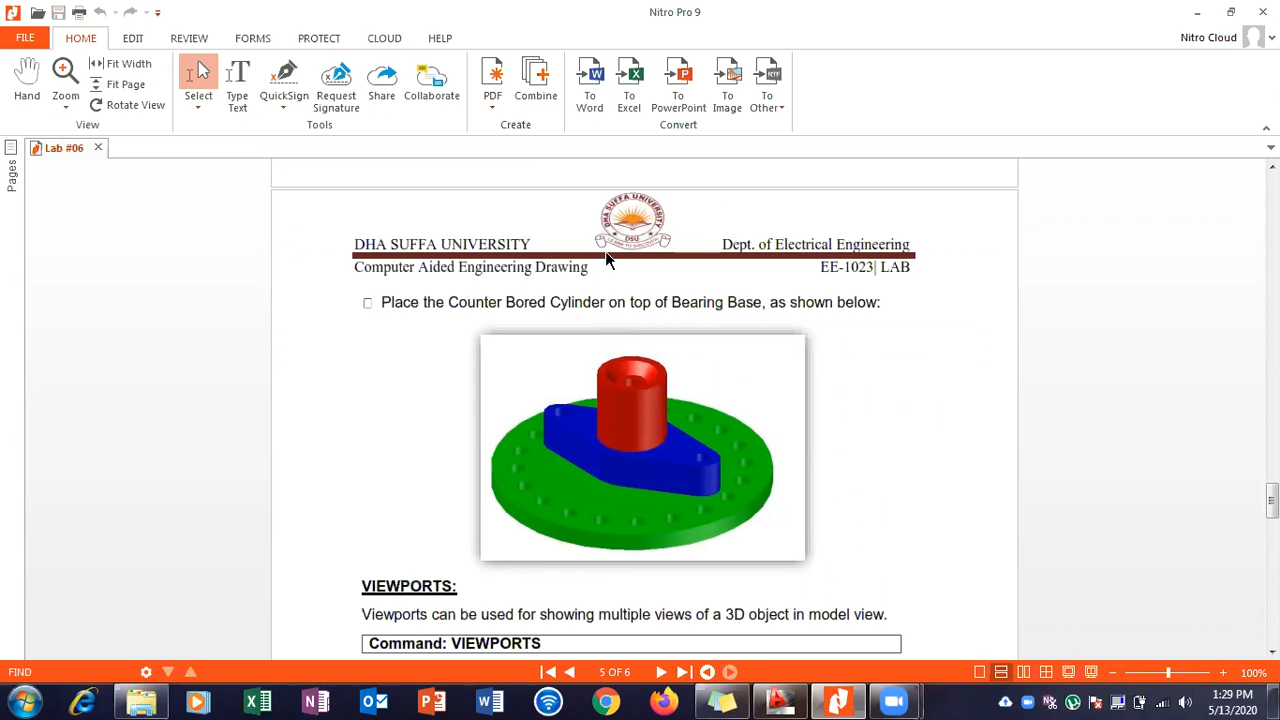 Nitro Pro 9
FILE
HOME
EDIT
REVIEW
FORMS
PROTECT
CLOUD
HELP
Nitro Cloud
Hand
Zoom
Fit Width
Fit Page
Rotate View
View
Select
Type Text
QuickSign
Request Signature
Share
Collaborate
Tools
PDF
Combine
Create
To Word
To Excel
To PowerPoint
To Image
To Other
Convert
Lab #06
Pages
DHA SUFFA UNIVERSITY
DHA SUFFA UNIVERSITY
DSU
Dept. of Electrical Engineering
Computer Aided Engineering Drawing
EE-1023| LAB
Place the Counter Bored Cylinder on top of Bearing Base, as shown below:
VIEWPORTS:
Viewports can be used for showing multiple views of a 3D object in model view.
Command: VIEWPORTS
FIND
5 OF 6
100%
1:29 PM
5/13/2020